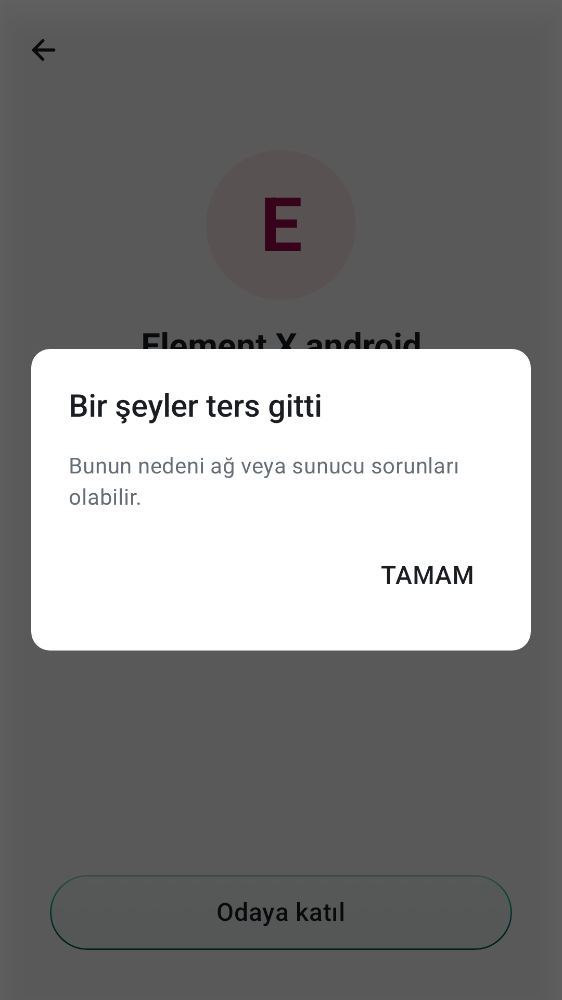 E
Element X android
Bir şeyler ters gitti
Bunun nedeni ağ veya sunucu sorunları
olabilir.
TAMAM
Odaya katıl